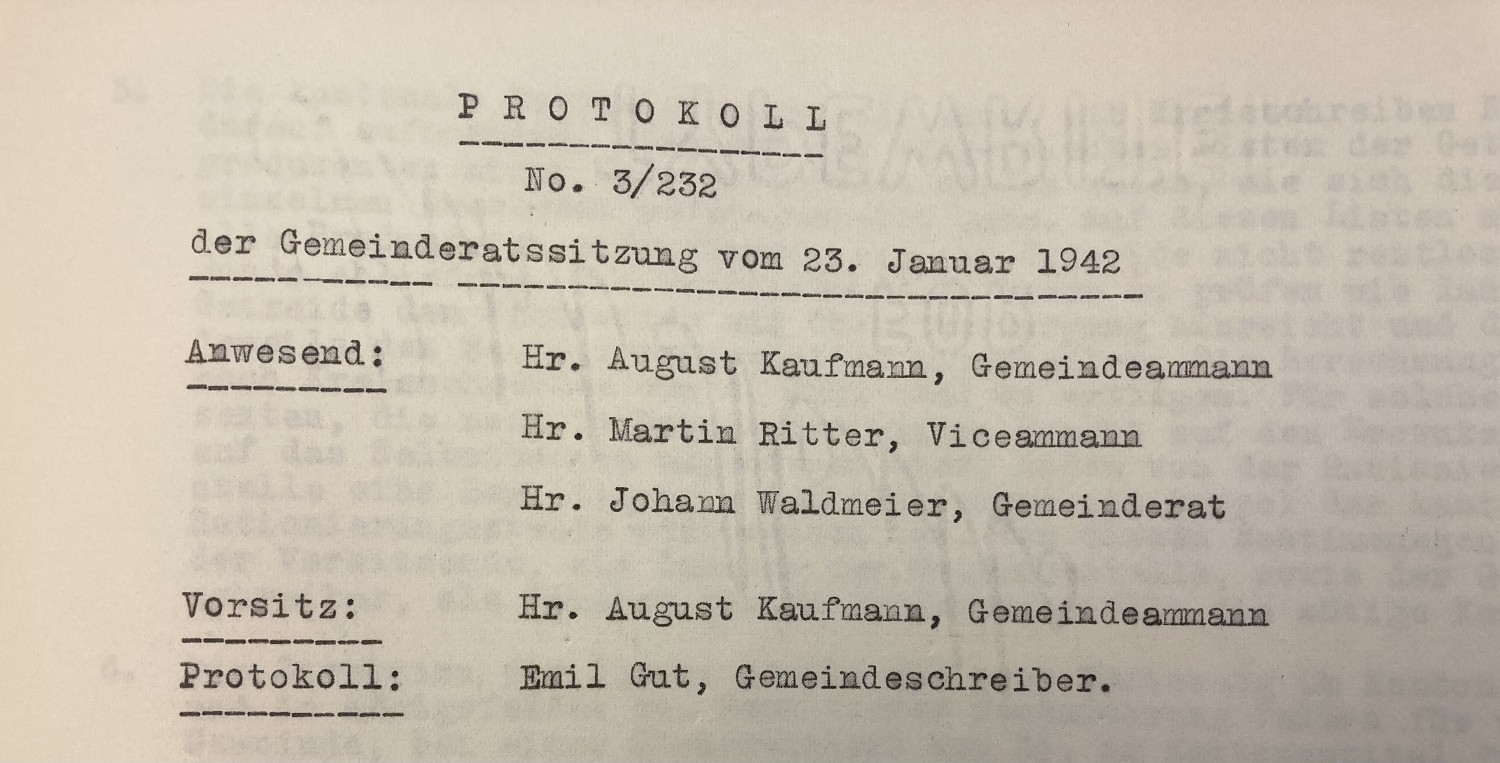 P R O T O K O L L
No. 3/232
der Gemeinderatssitzung vom 23. Januar 1942
Anwesend: Hr. August Kaufmann, Gemeindeammann
Hr. Martin Ritter, Viceammann
Hr. Johann Waldmeier, Gemeinderat
Vorsitz: Hr. August Kaufmann, Gemeindeammann
Protokoll: Emil Gut, Gemeindeschreiber.